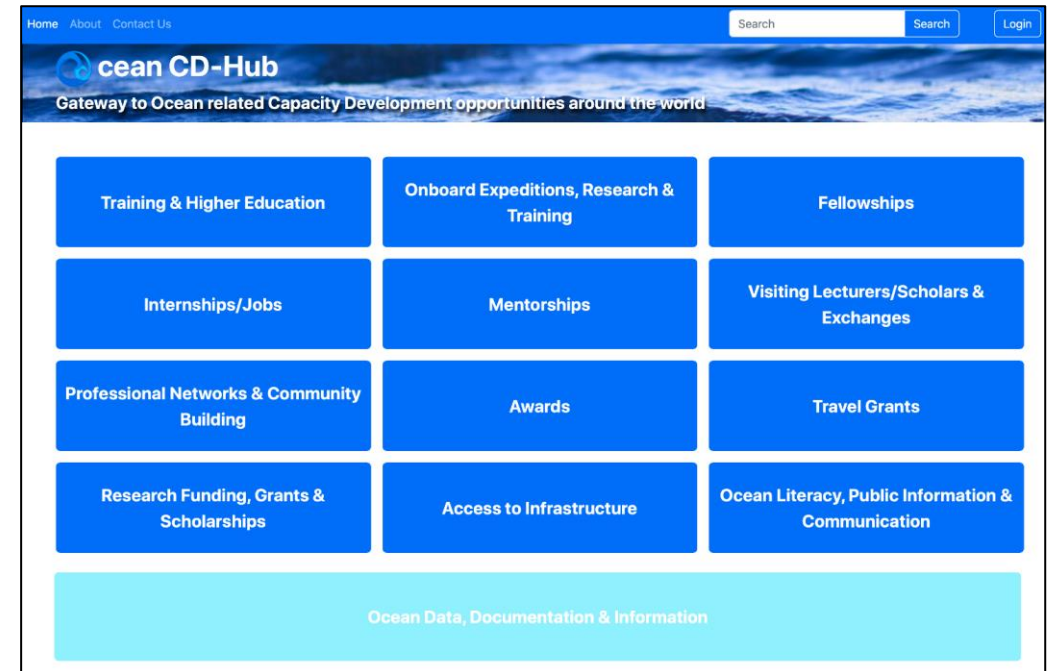 Home About Contact Us Search Search Login
cean CD-Hub
Gateway to Ocean related Capacity Development opportunities around the world
Training & Higher Education
Onboard Expeditions, Research &
Training
Fellowships
Internships/Jobs
Mentorships
Visiting Lecturers/Scholars &
Exchanges
Professional Networks & Community
Building
Awards
Travel Grants
Research Funding, Grants &
Scholarships
Access to Infrastructure
Ocean Literacy, Public Information &
Communication
Ocean Data, Documentation & Information